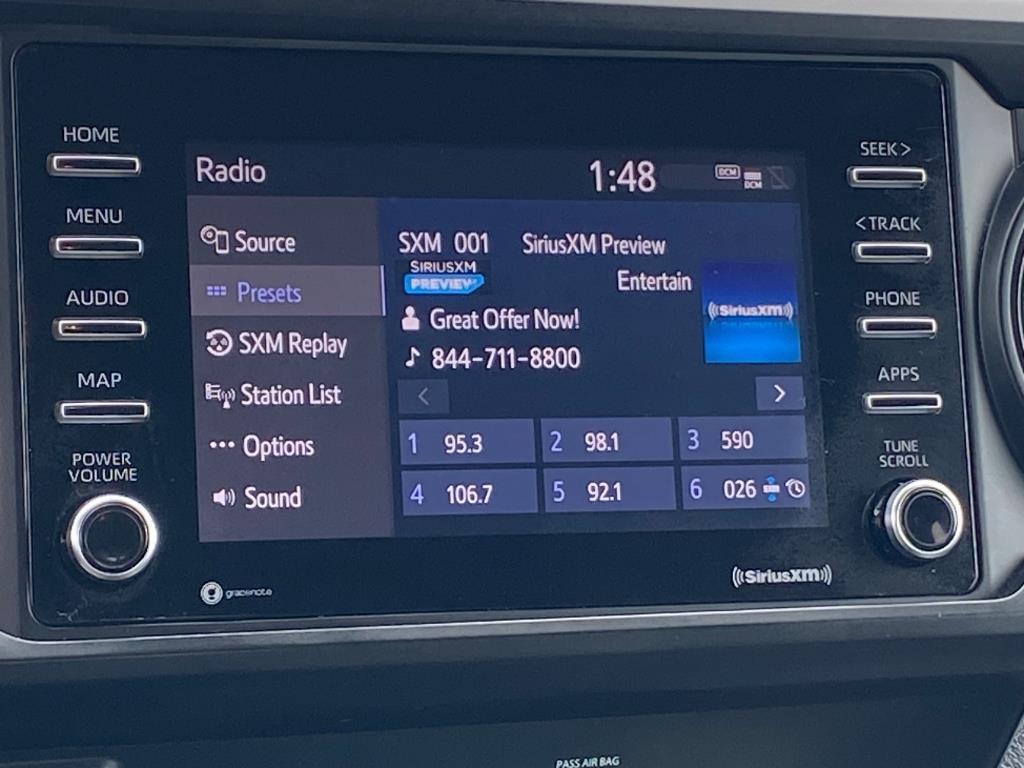 HOME
MENU
AUDIO
MAP
POWER
VOLUME
Radio
1:48
DCM
DCM
Source
Presets
SXM Replay
Station List
Options
Sound
SXM 001 SiriusXM Preview
SIRIUSXM
PREVIEW
Entertain
Great Offer Now!
844-711-8800
((SiriusXM))
<
>
1 95.3
2 98.1
3 590
4 106.7
5 92.1
6 026
SEEK >
< TRACK
PHONE
APPS
TUNE
SCROLL
gracenote
((SiriusXM))
PASS AIR BAG